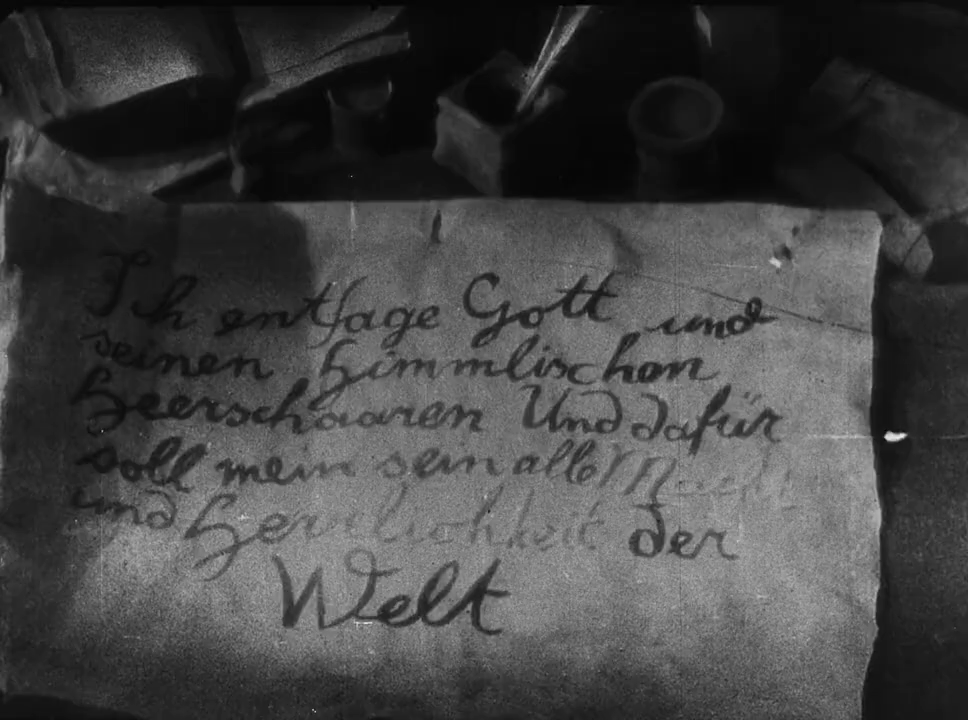 Ich entſage Gott und
seinen himmlischen
Heerschaaren Und dafür
soll mein sein alle Macht
und Herrlichkeit der
Welt